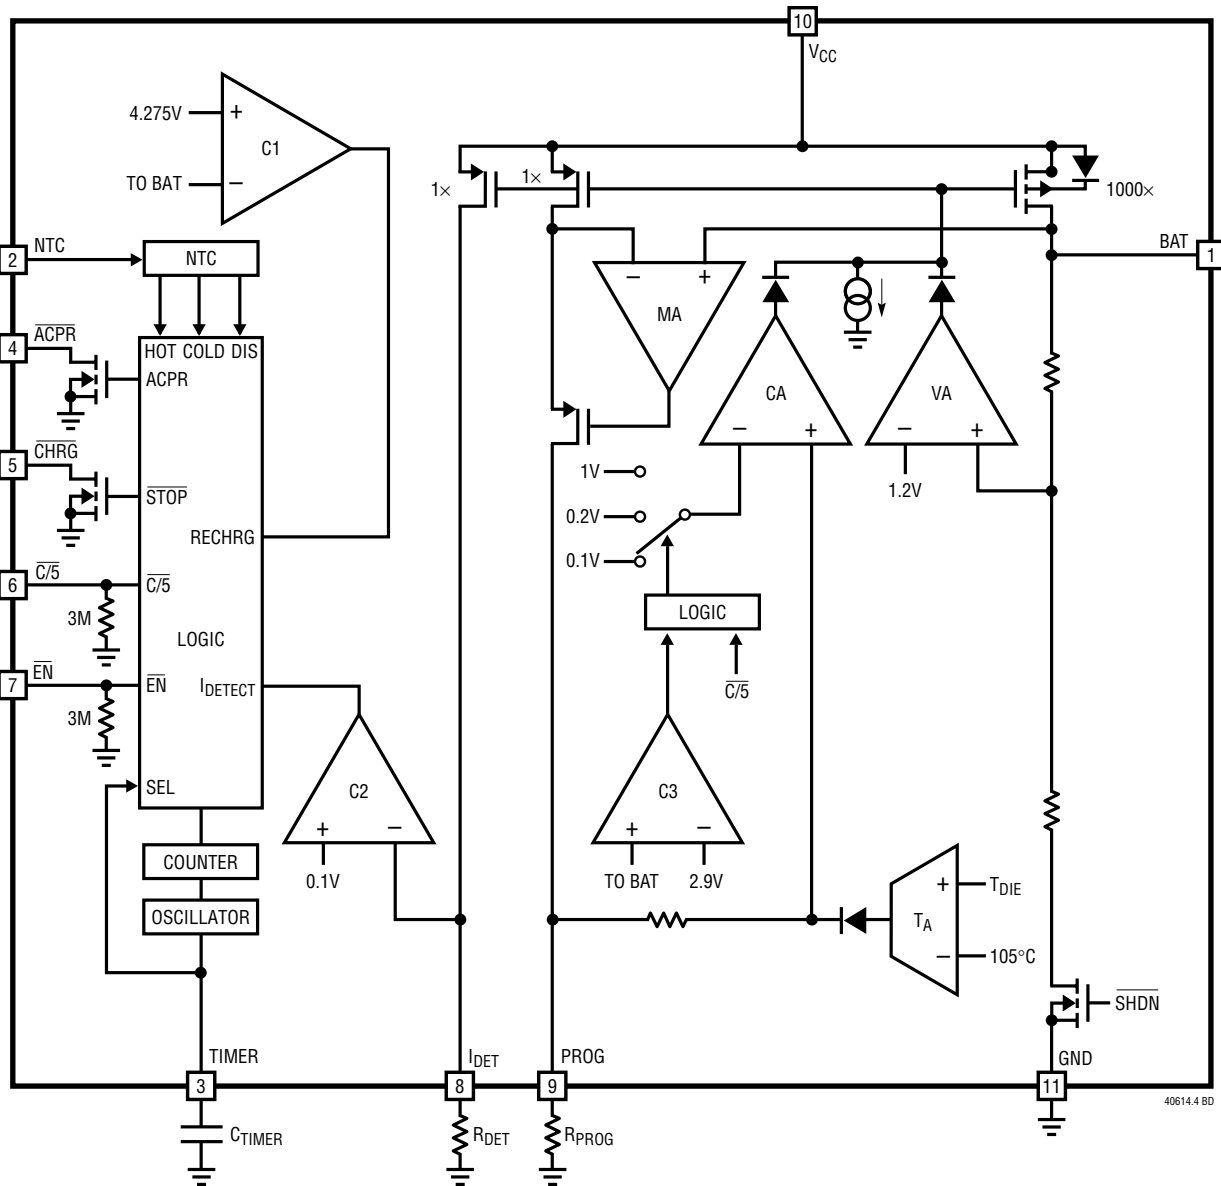 10
VCC
4.275V
+
C1
TO BAT
−
1×
1×
1000×
2
NTC
NTC
BAT
1
−
+
MA
4
ACPR
HOT COLD DIS
ACPR
CA
VA
−
+
−
+
5
CHRG
STOP
1V
1.2V
0.2V
RECHRG
0.1V
6
C/5
C/5
3M
LOGIC
LOGIC
7
EN
EN
IDETECT
C/5
3M
SEL
C2
C3
+
−
+
−
COUNTER
0.1V
TO BAT
2.9V
+
TDIE
OSCILLATOR
TA
−
105°C
SHDN
TIMER
IDET
PROG
GND
3
8
9
11
40614.4 BD
CTIMER
RDET
RPROG